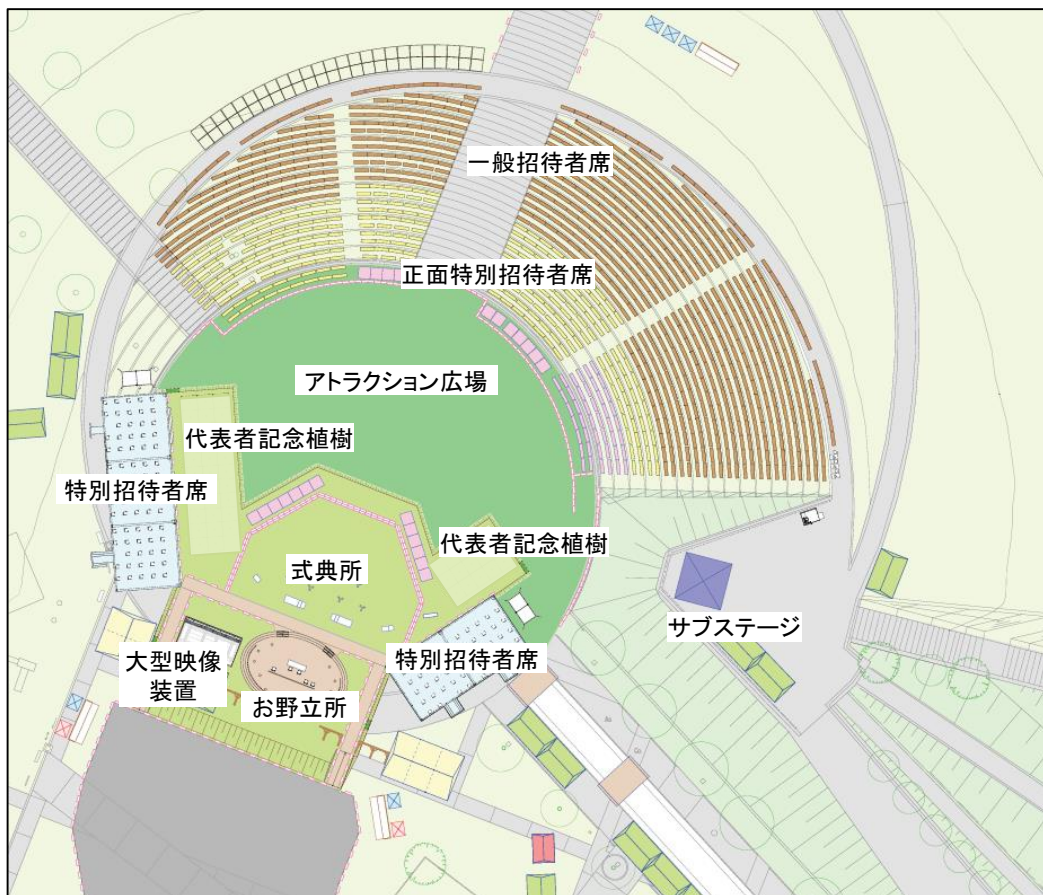 一般招待者席
正面特別招待者席
アトラクション広場
代表者記念植樹
特別招待者席
代表者記念植樹
式典所
サブステージ
特別招待者席
大型映像
装置
お野立所